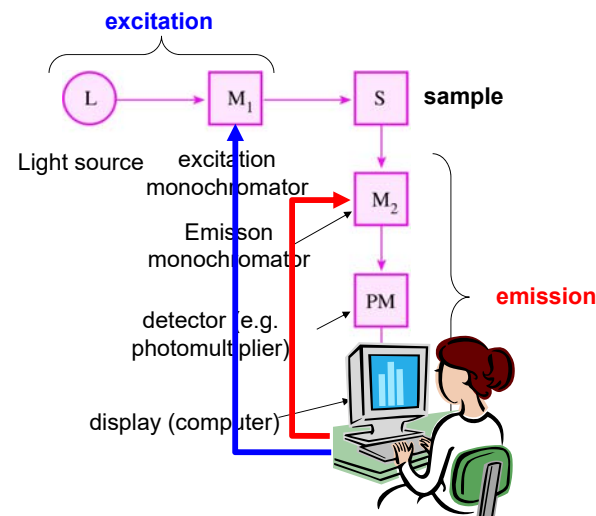 excitation
L
M1
S
sample
Light source
excitation
monochromator
M2
Emisson
monochromator
PM
emission
detector (e.g.
photomultiplier)
display (computer)